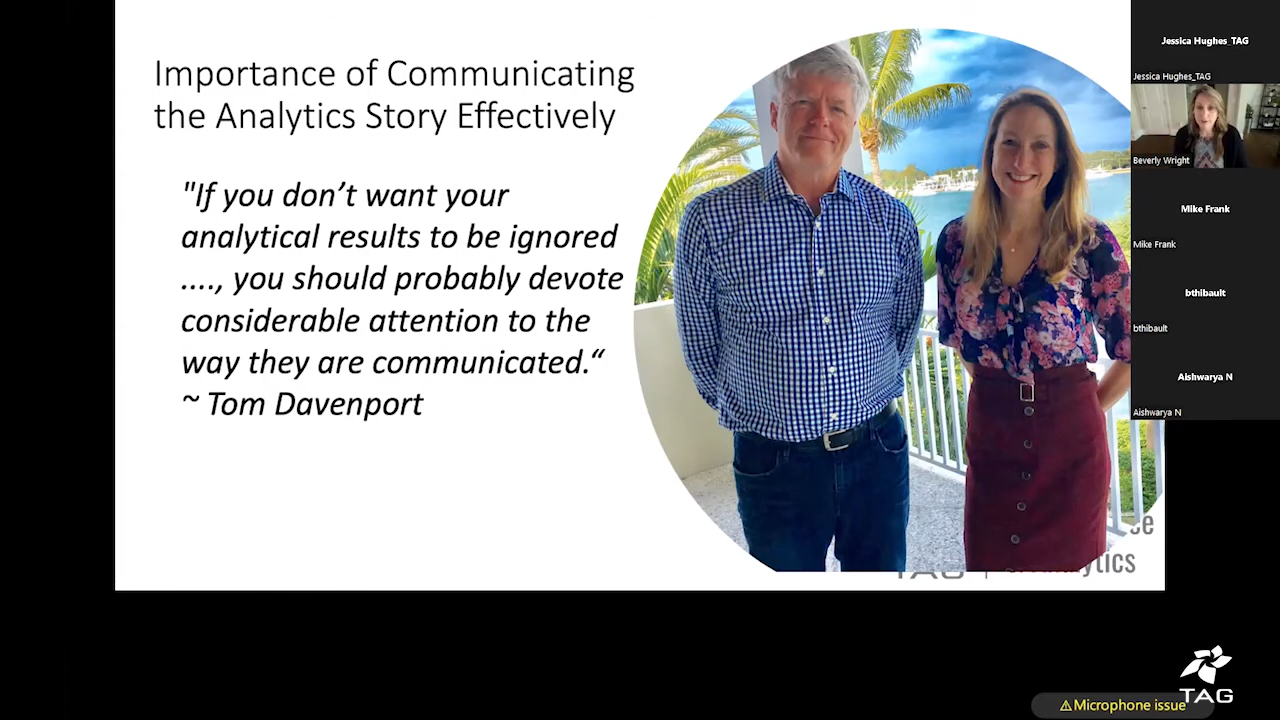 Importance of Communicating
the Analytics Story Effectively
"If you don’t want your
analytical results to be ignored
...., you should probably devote
considerable attention to the
way they are communicated.“
~ Tom Davenport
Jessica Hughes_TAG
Jessica Hughes_TAG
Beverly Wright
Mike Frank
Mike Frank
bthibault
bthibault
Aishwarya N
Aishwarya N
TAG
⚠Microphone issue